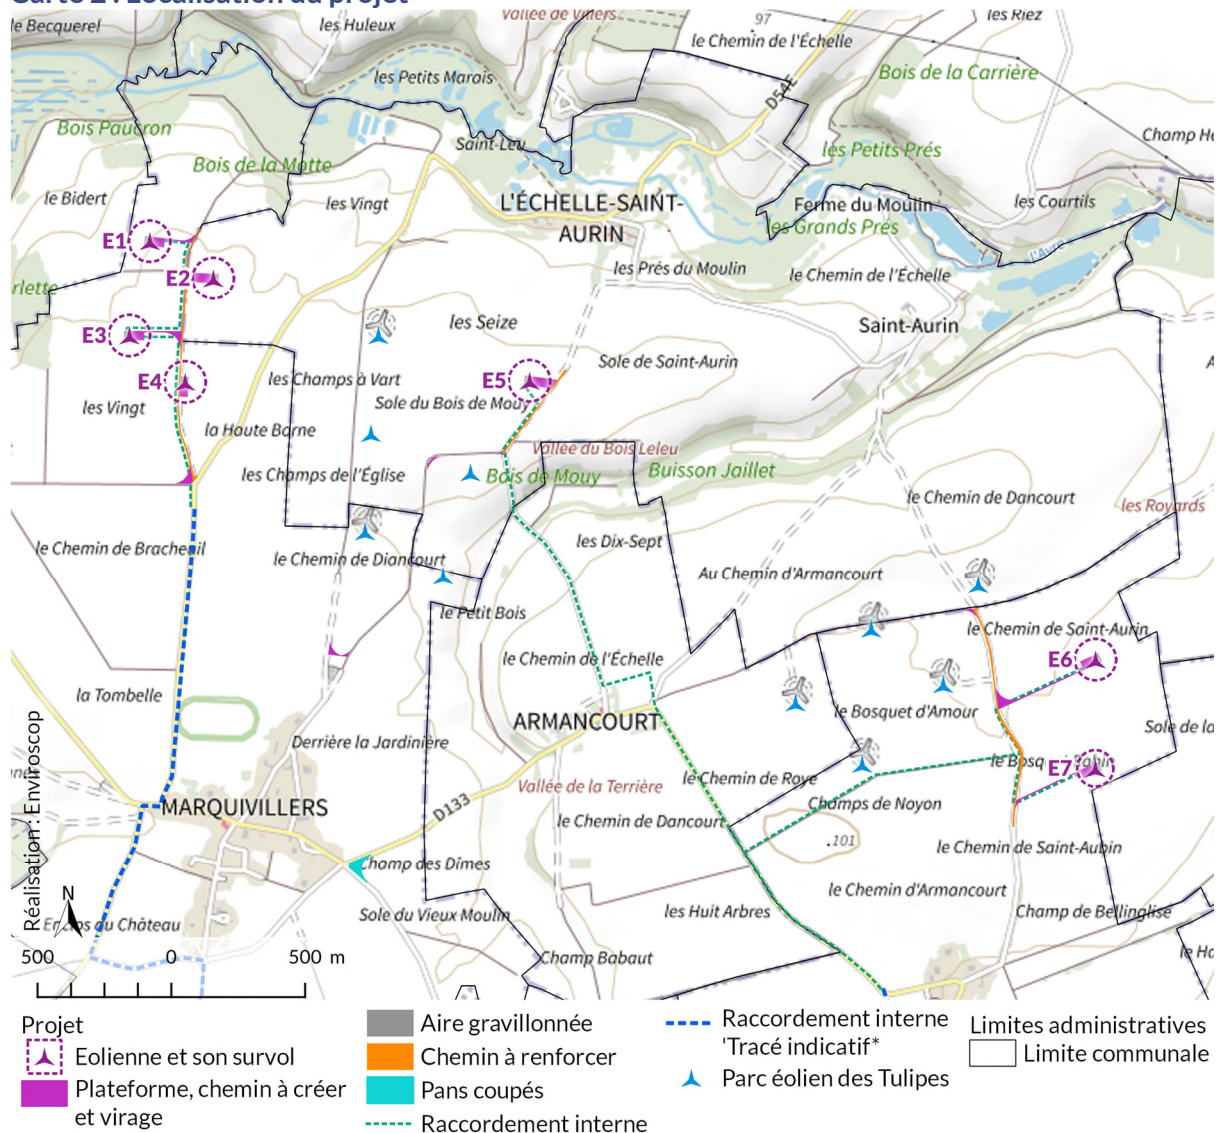 Carte 2 : Localisation du projet
le Becquerel
les Huleux
Vallée de Villers
97
les Riez
le Chemin de l'Échelle
les Petits Marais
Bois de la Carrière
D54E
Bois Paucron
Saint-Leu
les Petits Prés
Bois de la Motte
le Bidert
les Vingt
L'ÉCHELLE-SAINT-
AURIN
Ferme du Moulin
les Courtils
les Grands Prés
E1
l'Avre
E2
les Prés du Moulin
le Chemin de l'Échelle
E3
les Seize
Saint-Aurin
Sole de Saint-Aurin
E4
les Champs à Vart
E5
les Vingt
Sole du Bois de Mouy
la Haute Borne
Vallée du Bois Leleu
les Champs de l'Église
Bois de Mouy
Buisson Jaillet
le Chemin de Dancourt
les Royards
le Chemin de Bracheuil
le Chemin de Diancourt
les Dix-Sept
Au Chemin d'Armancourt
le Petit Bois
le Chemin de Saint-Aurin
le Chemin de l'Échelle
E6
la Tombelle
ARMANCOURT
le Bosquet d'Amour
Derrière la Jardinière
E7
le Chemin de Roye
Vallée de la Terrière
MARQUIVILLERS
D133
Champs de Noyon
le Chemin de Dancourt
.101
le Chemin de Saint-Aubin
Champ des Dîmes
le Chemin d'Armancourt
Sole du Vieux Moulin
les Huit Arbres
Champ de Bellinglise
Enclos du Château
Champ Babaut
Réalisation : Enviroscop
N
500 0 500 m
Projet
Eolienne et son survol
Plateforme, chemin à créer
et virage
Aire gravillonnée
Chemin à renforcer
Pans coupés
Raccordement interne
Raccordement interne
'Tracé indicatif*
Parc éolien des Tulipes
Limites administratives
Limite communale